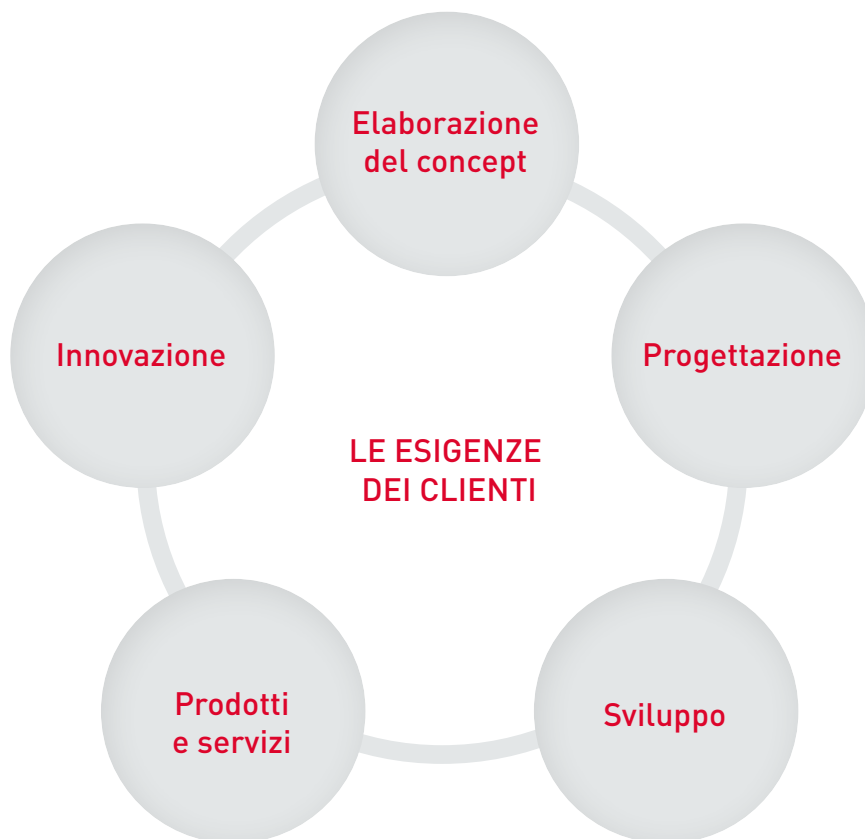 Elaborazione
del concept
Innovazione
Progettazione
LE ESIGENZE
DEI CLIENTI
Prodotti
e servizi
Sviluppo